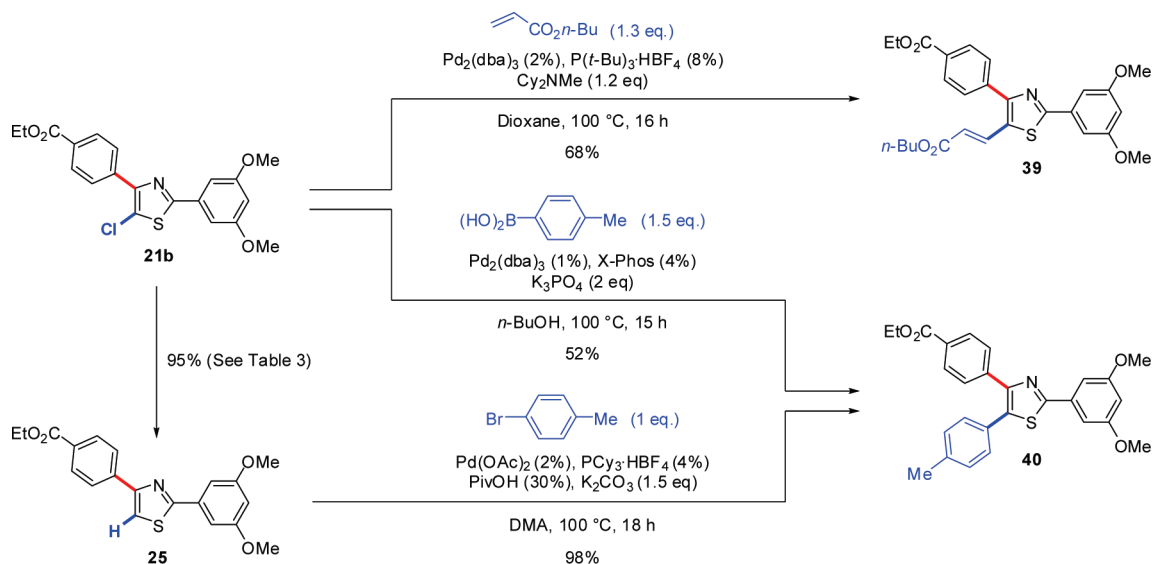 CO₂n-Bu (1.3 eq.)
Pd₂(dba)₃ (2%), P(t-Bu)₃·HBF₄ (8%)
Cy₂NMe (1.2 eq)
Dioxane, 100 °C, 16 h
68%
EtO₂C
N
S
OMe
OMe
n-BuO
O
39
EtO₂C
N
S
Cl
OMe
OMe
21b
(HO)₂B
Me (1.5 eq.)
Pd₂(dba)₃ (1%), X-Phos (4%)
K₃PO₄ (2 eq)
n-BuOH, 100 °C, 15 h
52%
95% (See Table 3)
Br
Me (1 eq.)
Pd(OAc)₂ (2%), PCy₃·HBF₄ (4%)
PivOH (30%), K₂CO₃ (1.5 eq)
DMA, 100 °C, 18 h
98%
EtO₂C
N
S
H
OMe
OMe
25
EtO₂C
N
S
OMe
OMe
Me
40